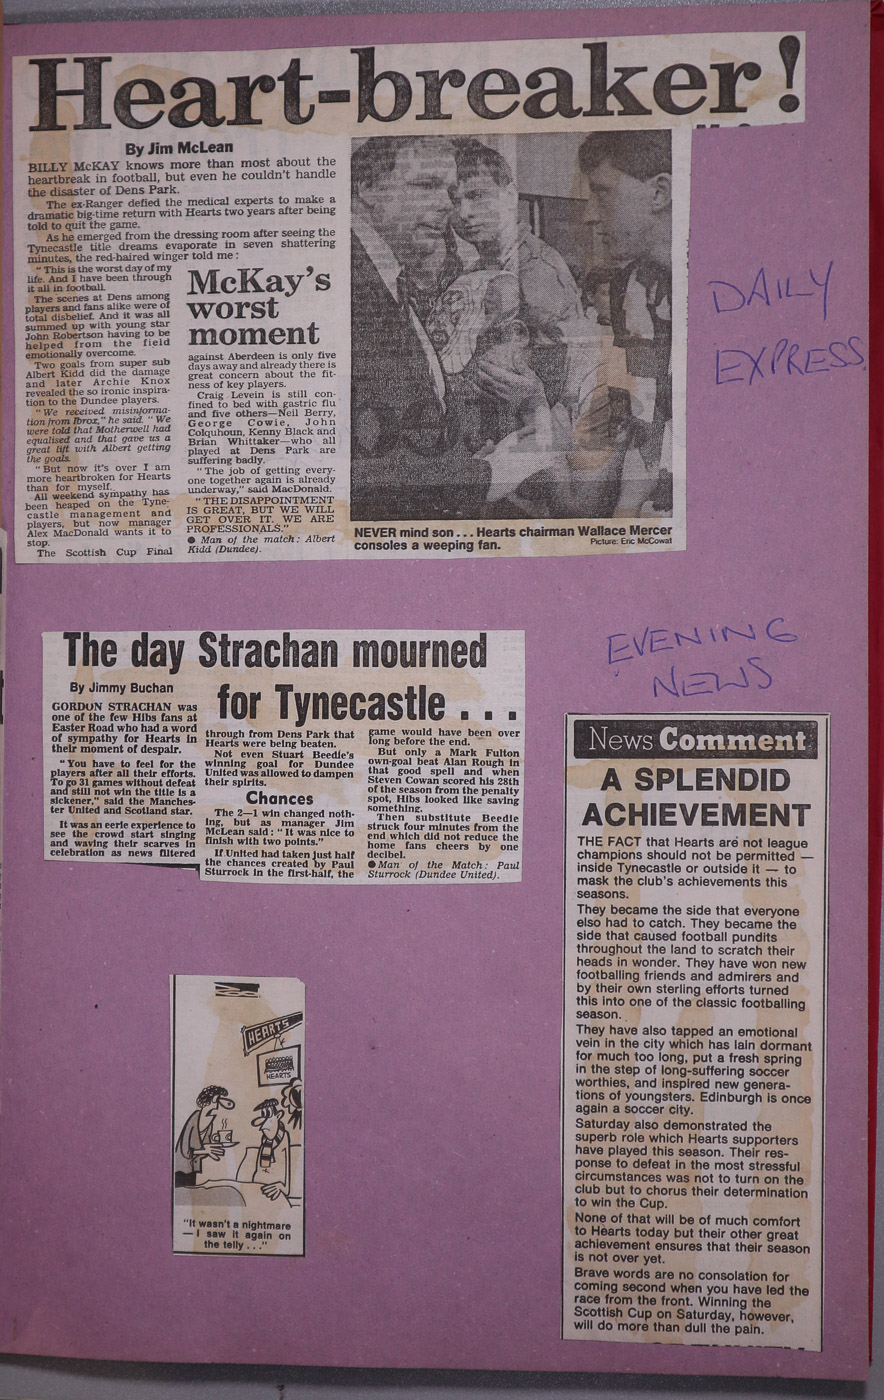 Heart-breaker!
By Jim McLean
BILLY McKAY knows more than most about the
heartbreak in football, but even he couldn't handle
the disaster of Dens Park.
The ex-Ranger defied the medical experts to make a
dramatic big-time return with Hearts two years after being
told to quit the game.
As he emerged from the dressing room after seeing the
Tynecastle title dreams evaporate in seven shattering
minutes, the red-haired winger told me:
"This is the worst day of my
life. And I have been through
it all in football.
The scenes at Dens among
players and fans alike were of
total disbelief. And it was all
summed up with young star
John Robertson having to be
helped from the field
emotionally overcome.
Two goals from super sub
Albert Kidd did the damage
and later Archie Knox
revealed the so ironic inspira-
tion to the Dundee players.
"We received misinforma-
tion from Ibrox," he said. "We
were told that Motherwell had
equalised and that gave us a
great lift with Albert getting
the goals.
"But now it's over I am
more heartbroken for Hearts
than for myself.
All weekend sympathy has
been heaped on the Tyne-
castle management and
players, but now manager
Alex MacDonald wants it to
stop.
The Scottish Cup Final
McKay's
worst
moment
against Aberdeen is only five
days away and already there is
great concern about the fit-
ness of key players.
Craig Levein is still con-
fined to bed with gastric flu
and five others—Neil Berry,
George Cowie, John
Colquhoun, Kenny Black and
Brian Whittaker—who all
played at Dens Park are
suffering badly.
"The job of getting every-
one together again is already
underway," said MacDonald.
"THE DISAPPOINTMENT
IS GREAT, BUT WE WILL
GET OVER IT. WE ARE
PROFESSIONALS."
● Man of the match: Albert
Kidd (Dundee).
NEVER mind son . . . Hearts chairman Wallace Mercer
consoles a weeping fan.
Picture: Eric McCowat
DAILY
EXPRESS.
The day Strachan mourned
for Tynecastle . . .
By Jimmy Buchan
GORDON STRACHAN was
one of the few Hibs fans at
Easter Road who had a word
of sympathy for Hearts in
their moment of despair.
"You have to feel for the
players after all their efforts.
To go 31 games without defeat
and still not win the title is a
sickener," said the Manches-
ter United and Scotland star.
It was an eerie experience to
see the crowd start singing
and waving their scarves in
celebration as news filtered
through from Dens Park that
Hearts were being beaten.
Not even Stuart Beedie's
winning goal for Dundee
United was allowed to dampen
their spirits.
Chances
The 2—1 win changed noth-
ing, but as manager Jim
McLean said: "It was nice to
finish with two points."
If United had taken just half
the chances created by Paul
Sturrock in the first-half, the
game would have been over
long before the end.
But only a Mark Fulton
own-goal beat Alan Rough in
that good spell and when
Steven Cowan scored his 28th
of the season from the penalty
spot, Hibs looked like saving
something.
Then substitute Beedie
struck four minutes from the
end which did not reduce the
home fans cheers by one
decibel.
● Man of the Match: Paul
Sturrock (Dundee United).
EVENING
NEWS
News Comment
A SPLENDID
ACHIEVEMENT
THE FACT that Hearts are not league
champions should not be permitted —
inside Tynecastle or outside it — to
mask the club's achievements this
seasons.
They became the side that everyone
elso had to catch. They became the
side that caused football pundits
throughout the land to scratch their
heads in wonder. They have won new
footballing friends and admirers and
by their own sterling efforts turned
this into one of the classic footballing
season.
They have also tapped an emotional
vein in the city which has lain dormant
for much too long, put a fresh spring
in the step of long-suffering soccer
worthies, and inspired new genera-
tions of youngsters. Edinburgh is once
again a soccer city.
Saturday also demonstrated the
superb role which Hearts supporters
have played this season. Their res-
ponse to defeat in the most stressful
circumstances was not to turn on the
club but to chorus their determination
to win the Cup.
None of that will be of much comfort
to Hearts today but their other great
achievement ensures that their season
is not over yet.
Brave words are no consolation for
coming second when you have led the
race from the front. Winning the
Scottish Cup on Saturday, however,
will do more than dull the pain.
HEARTS
HEARTS
"It wasn't a nightmare
— I saw it again on
the telly . . ."